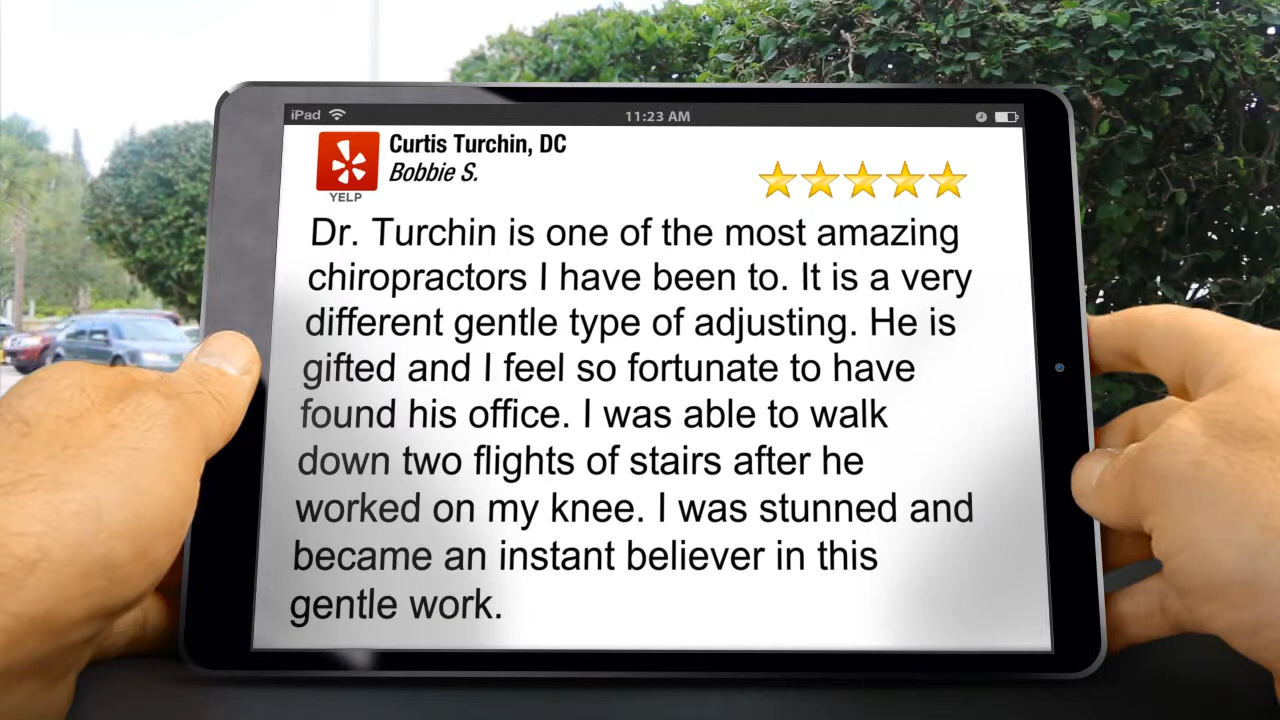 iPad
11:23 AM
Curtis Turchin, DC
Bobbie S.
YELP
Dr. Turchin is one of the most amazing
chiropractors I have been to. It is a very
different gentle type of adjusting. He is
gifted and I feel so fortunate to have
found his office. I was able to walk
down two flights of stairs after he
worked on my knee. I was stunned and
became an instant believer in this
gentle work.